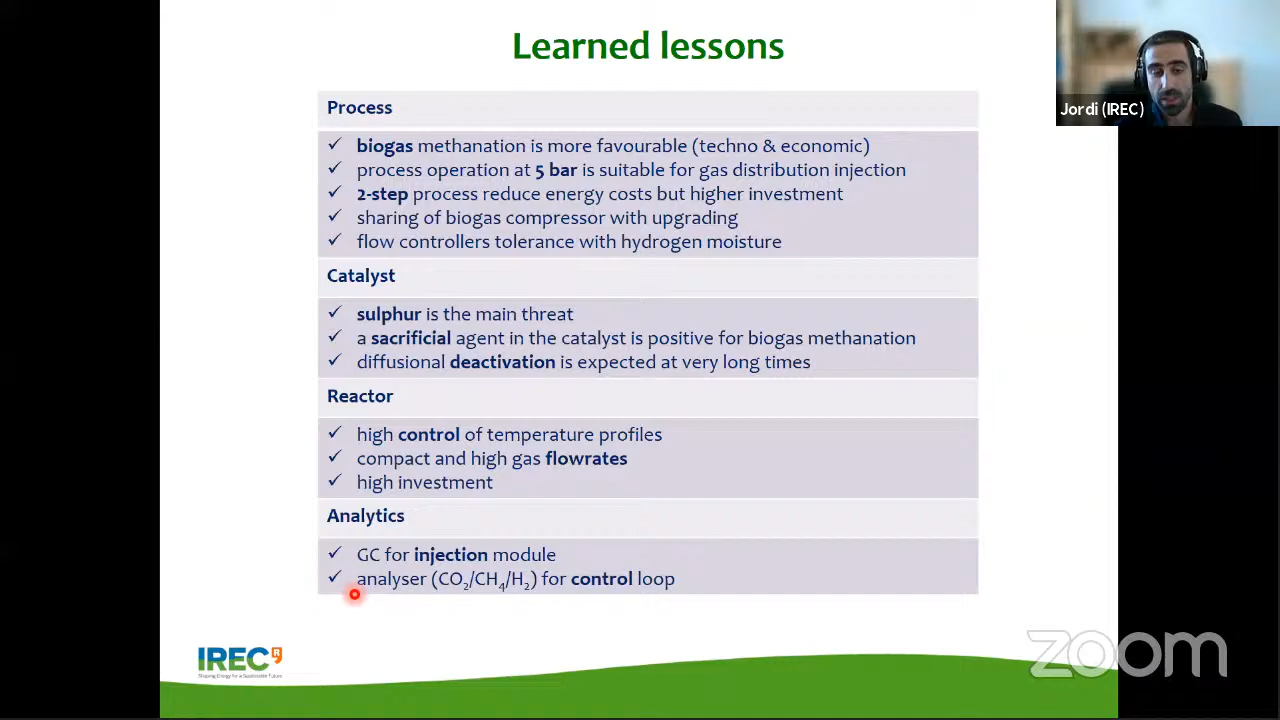 Learned lessons
Jordi (IREC)
Process
✓ biogas methanation is more favourable (techno & economic)
✓ process operation at 5 bar is suitable for gas distribution injection
✓ 2-step process reduce energy costs but higher investment
✓ sharing of biogas compressor with upgrading
✓ flow controllers tolerance with hydrogen moisture
Catalyst
✓ sulphur is the main threat
✓ a sacrificial agent in the catalyst is positive for biogas methanation
✓ diffusional deactivation is expected at very long times
Reactor
✓ high control of temperature profiles
✓ compact and high gas flowrates
✓ high investment
Analytics
✓ GC for injection module
✓ analyser (CO₂/CH₄/H₂) for control loop
IREC R
Shaping Energy for a Sustainable Future
zoom